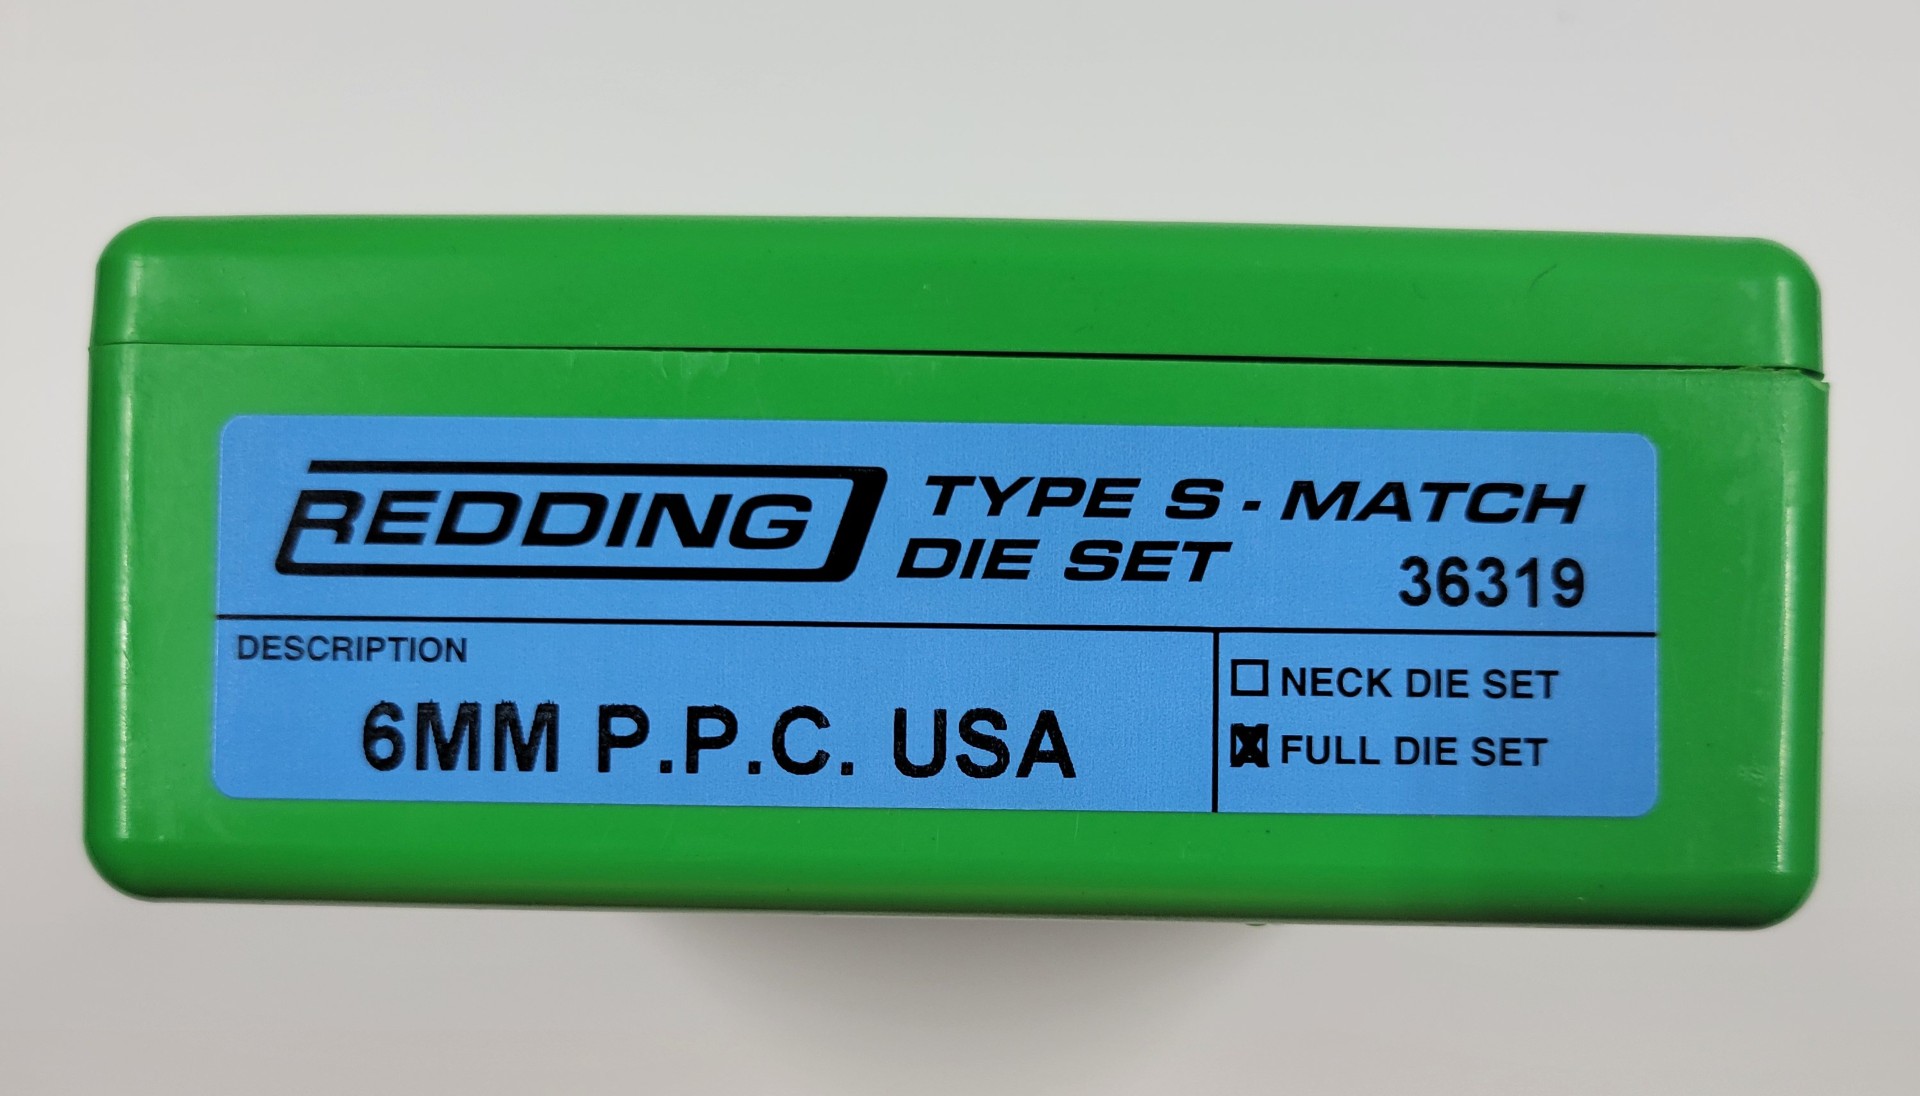 REDDING
TYPE S - MATCH
DIE SET
36319
DESCRIPTION
6MM P.P.C. USA
NECK DIE SET
FULL DIE SET